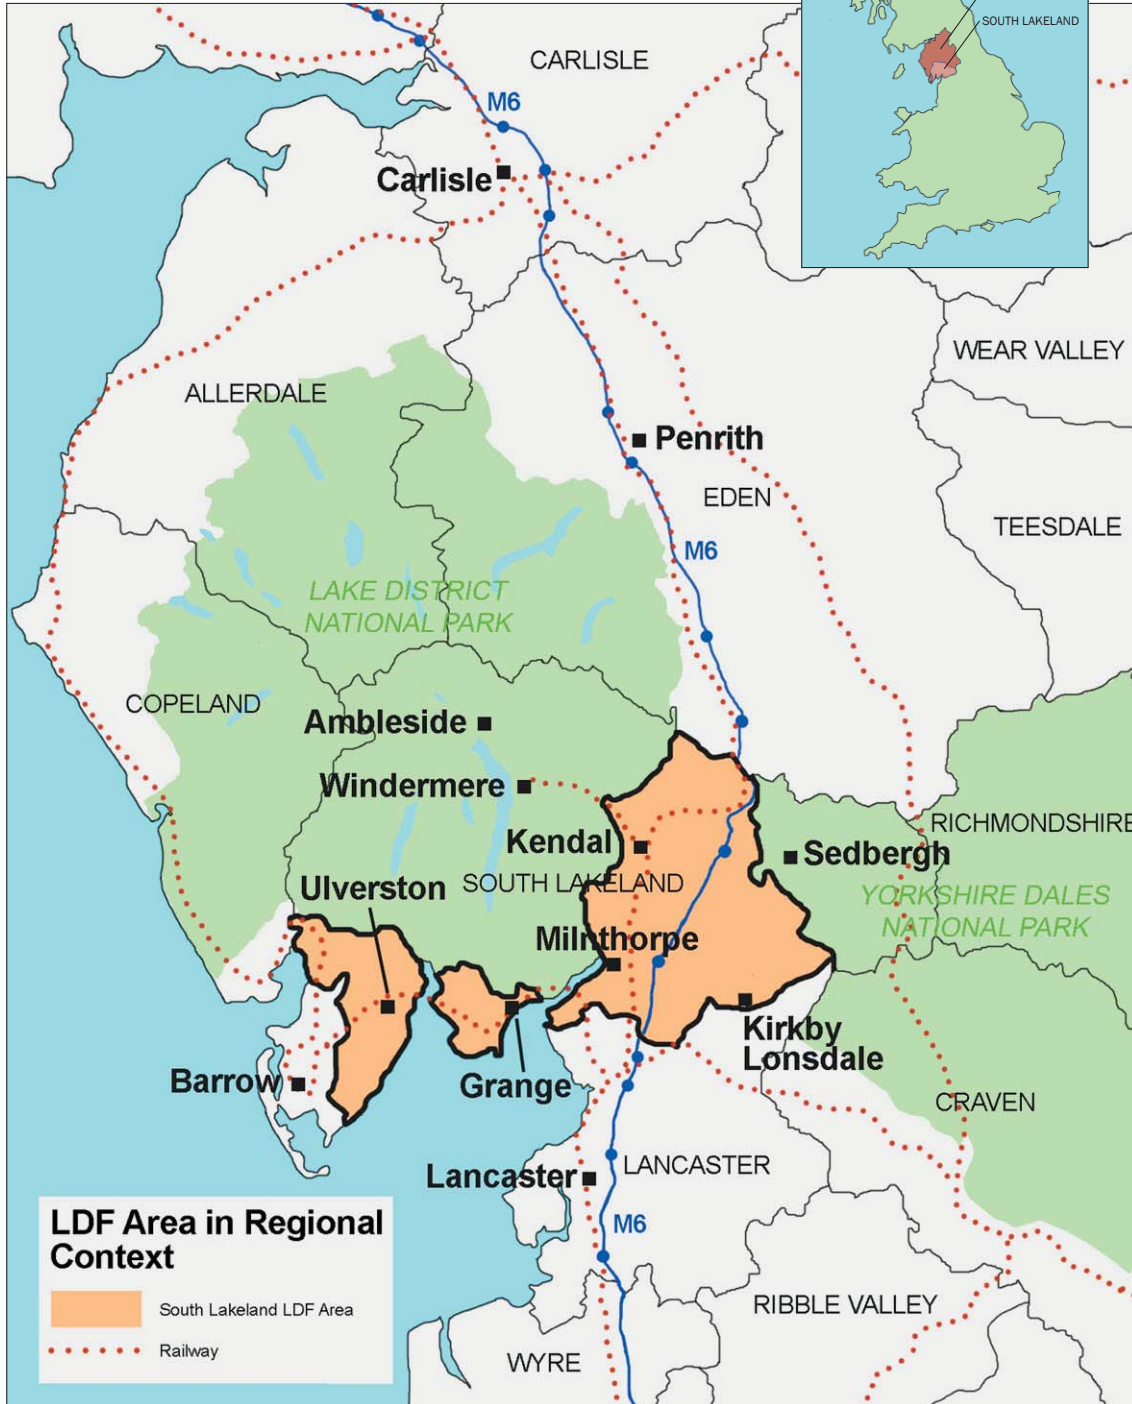 SOUTH LAKELAND
CARLISLE
M6
Carlisle
WEAR VALLEY
ALLERDALE
Penrith
EDEN
TEESDALE
M6
LAKE DISTRICT
NATIONAL PARK
COPELAND
Ambleside
Windermere
RICHMONDSHIRE
Kendal
Sedbergh
Ulverston
SOUTH LAKELAND
YORKSHIRE DALES
NATIONAL PARK
Milnthorpe
Kirkby
Lonsdale
Barrow
Grange
CRAVEN
Lancaster
LANCASTER
M6
LDF Area in Regional
Context
South Lakeland LDF Area
Railway
RIBBLE VALLEY
WYRE